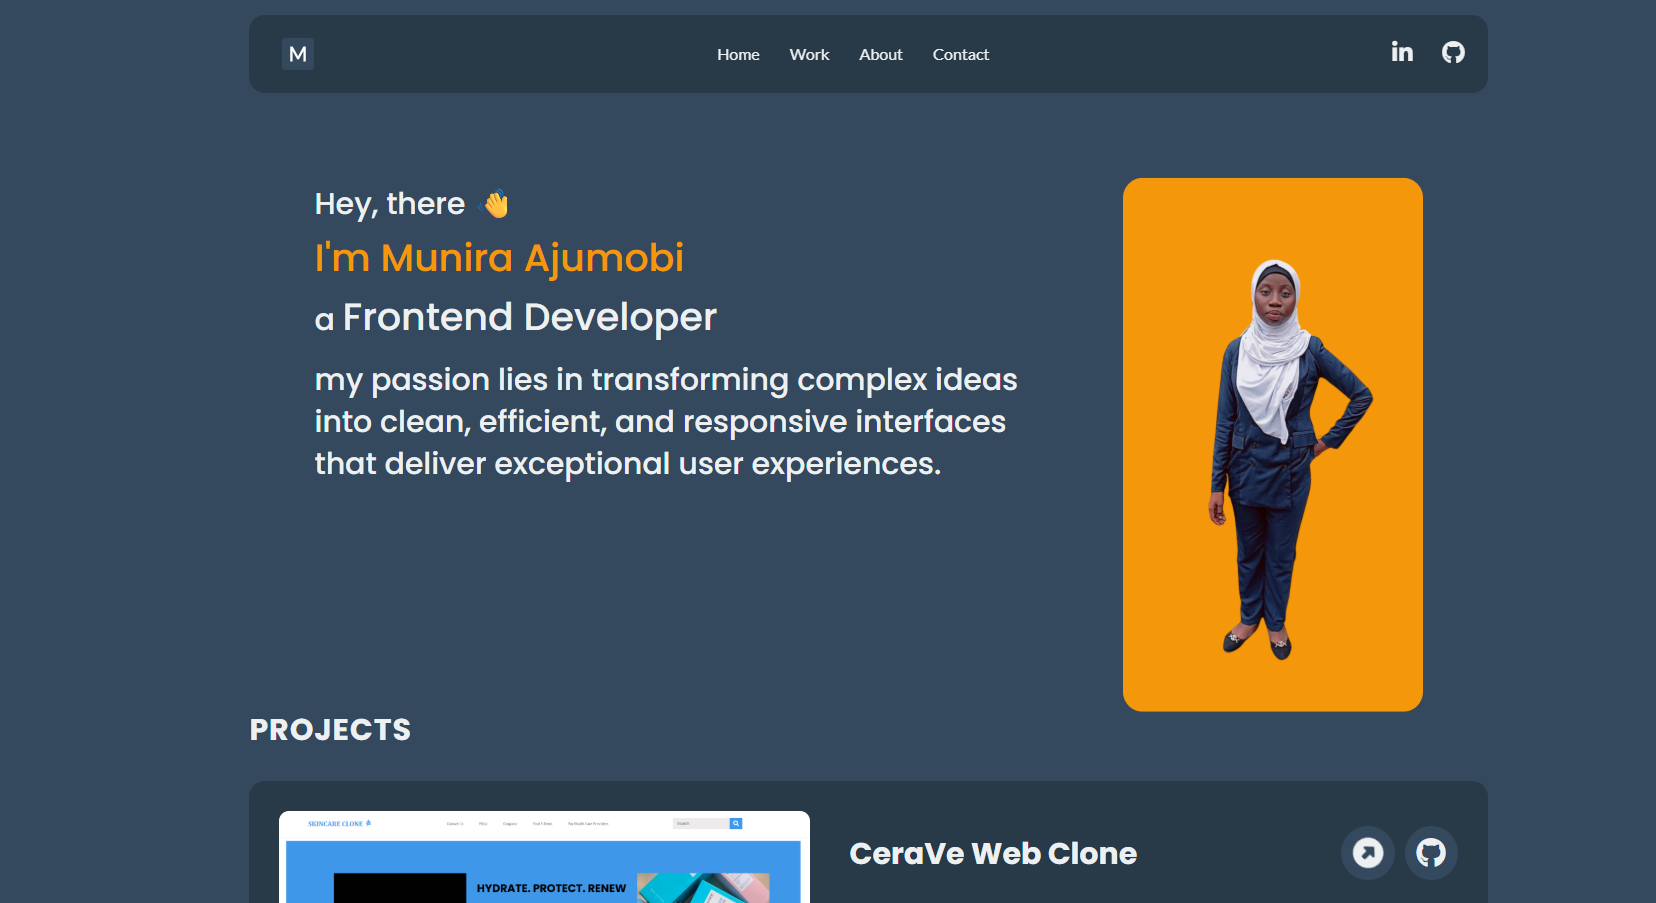 M
Home Work About Contact
in
Hey, there 👋
I'm Munira Ajumobi
a Frontend Developer
my passion lies in transforming complex ideas
into clean, efficient, and responsive interfaces
that deliver exceptional user experiences.
PROJECTS
SKINCARE CLONE
Search
HYDRATE. PROTECT. RENEW
CeraVe Web Clone